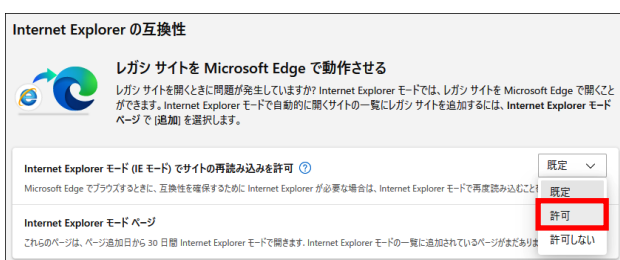 Internet Explorer の互換性
レガシ サイトを Microsoft Edge で動作させる
レガシ サイトを開くときに問題が発生していますか? Internet Explorer モードでは、レガシ サイトを Microsoft Edge で開くこと
ができます。Internet Explorer モードで自動的に開くサイトの一覧にレガシ サイトを追加するには、Internet Explorer モード
ページ で [追加] を選択します。
Internet Explorer モード (IE モード) でサイトの再読み込みを許可 ?
既定
Microsoft Edge でブラウズするときに、互換性を確保するために Internet Explorer が必要な場合は、Internet Explorer モードで再度読み込むことを
既定
許可
許可しない
Internet Explorer モード ページ
これらのページは、ページ追加日から 30 日間 Internet Explorer モードで開きます. Internet Explorer モードの一覧に追加されているページがまだありま